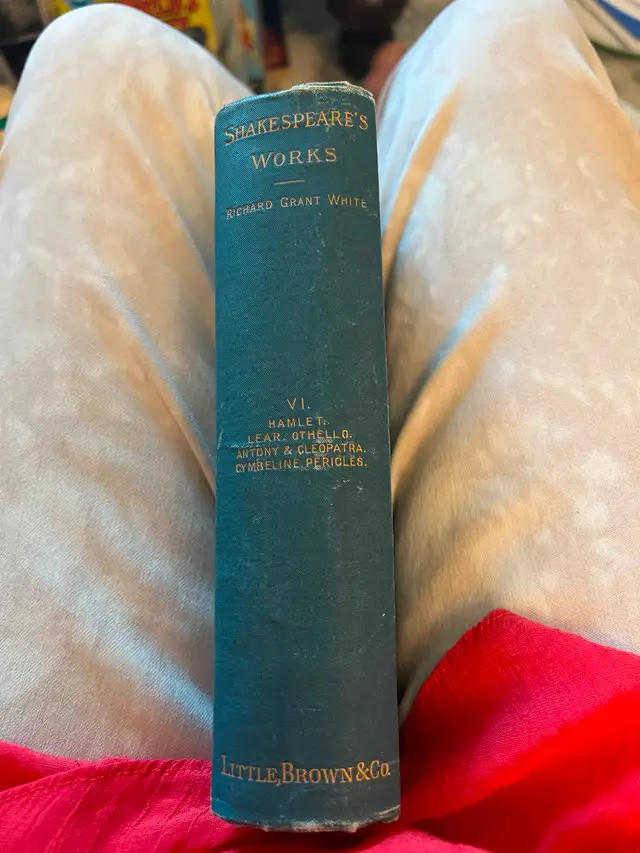 SHAKESPEARE'S
WORKS
RICHARD GRANT WHITE
VI.
HAMLET.
LEAR. OTHELLO.
ANTONY & CLEOPATRA.
CYMBELINE. PERICLES.
LITTLE, BROWN & CO.